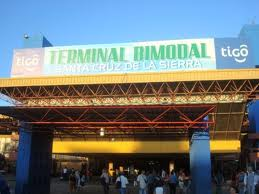 tigo TERMINAL BIMODAL tigo
SANTA CRUZ DE LA SIERRA